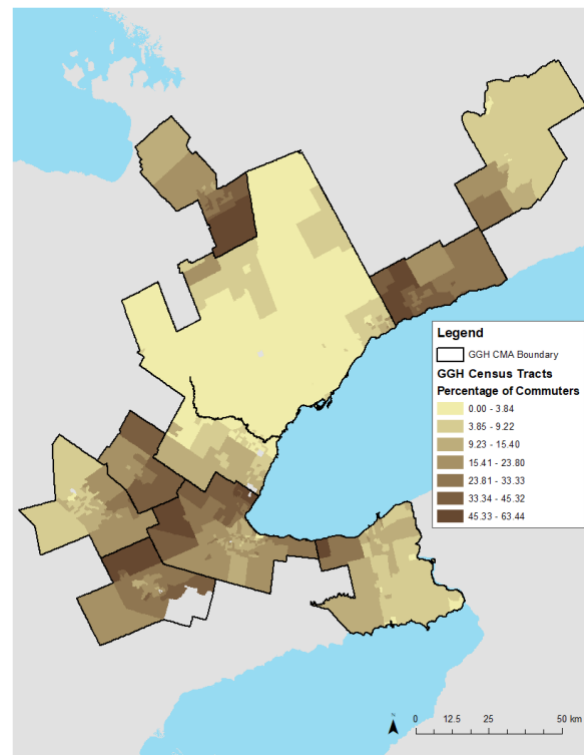 Legend
GGH CMA Boundary
GGH Census Tracts
Percentage of Commuters
0.00 - 3.84
3.85 - 9.22
9.23 - 15.40
15.41 - 23.80
23.81 - 33.33
33.34 - 45.32
45.33 - 63.44
0 12.5 25 50 km